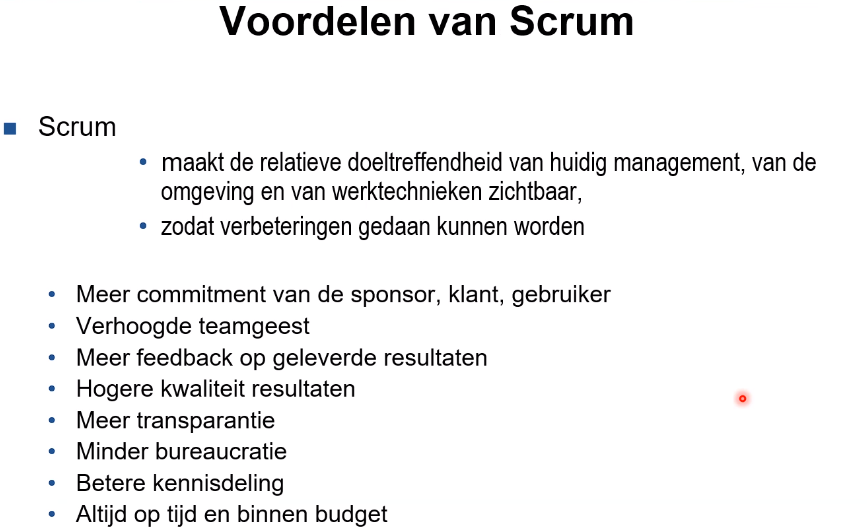 Voordelen van Scrum
Scrum
maakt de relatieve doeltreffendheid van huidig management, van de
omgeving en van werktechnieken zichtbaar,
zodat verbeteringen gedaan kunnen worden
Meer commitment van de sponsor, klant, gebruiker
Verhoogde teamgeest
Meer feedback op geleverde resultaten
Hogere kwaliteit resultaten
Meer transparantie
Minder bureaucratie
Betere kennisdeling
Altijd op tijd en binnen budget